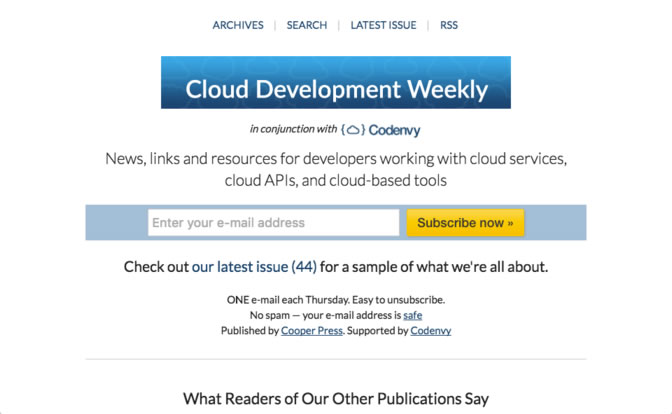 ARCHIVES | SEARCH | LATEST ISSUE | RSS
Cloud Development Weekly
in conjunction with {} Codenvy
News, links and resources for developers working with cloud services,
cloud APIs, and cloud-based tools
Enter your e-mail address Subscribe now »
Check out our latest issue (44) for a sample of what we're all about.
ONE e-mail each Thursday. Easy to unsubscribe.
No spam — your e-mail address is safe
Published by Cooper Press. Supported by Codenvy
What Readers of Our Other Publications Say